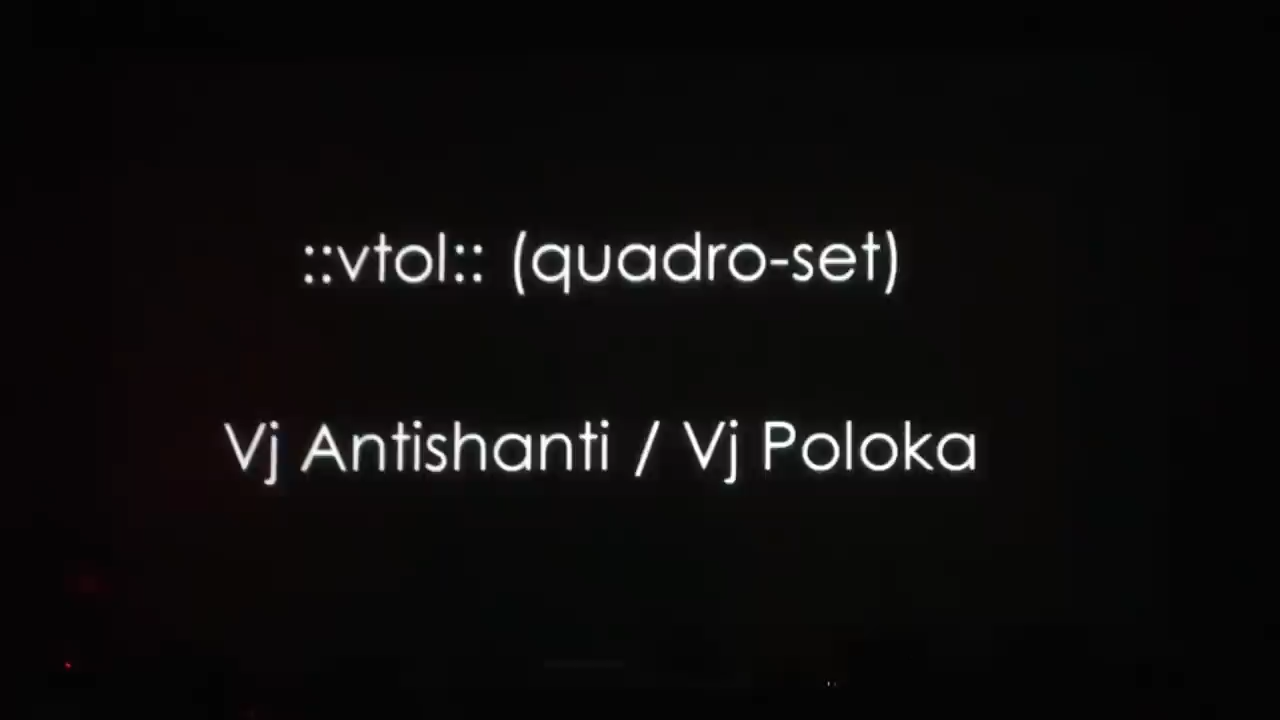 ::vtol:: (quadro-set)
Vj Antishanti / Vj Poloka